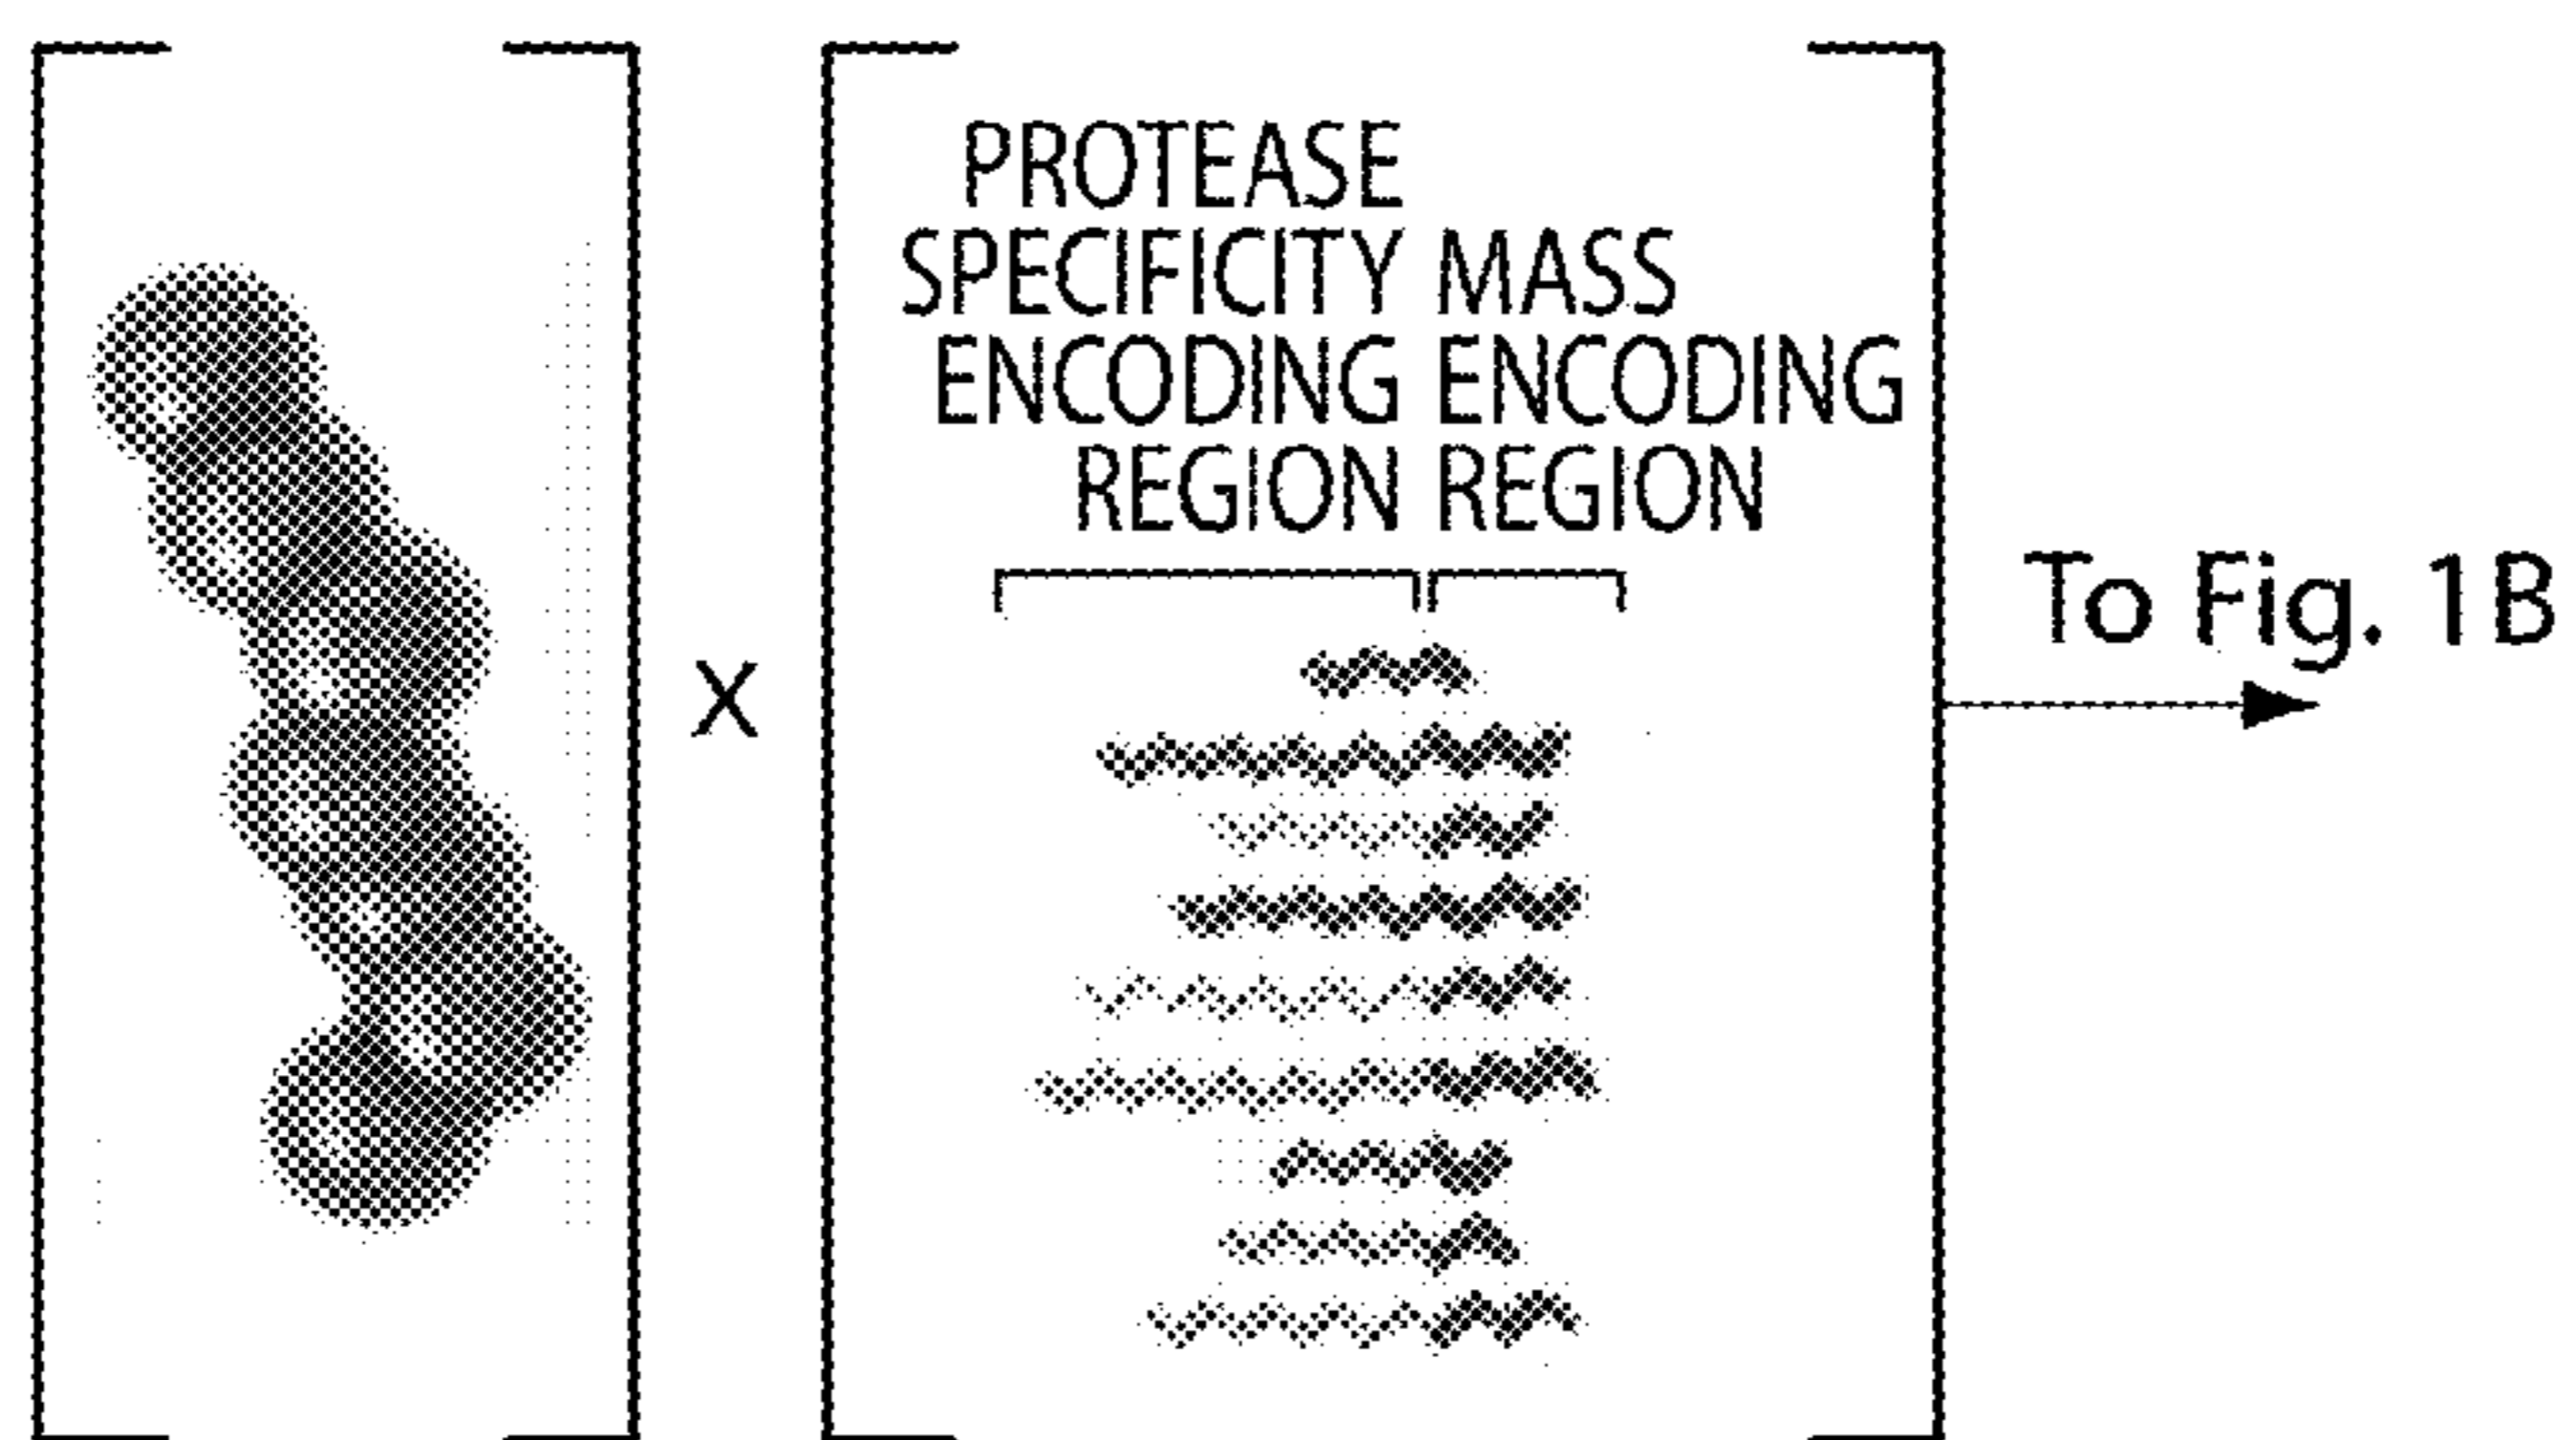 PROTEASE
SPECIFICITY MASS
ENCODING ENCODING
REGION REGION
X
To Fig. 1B